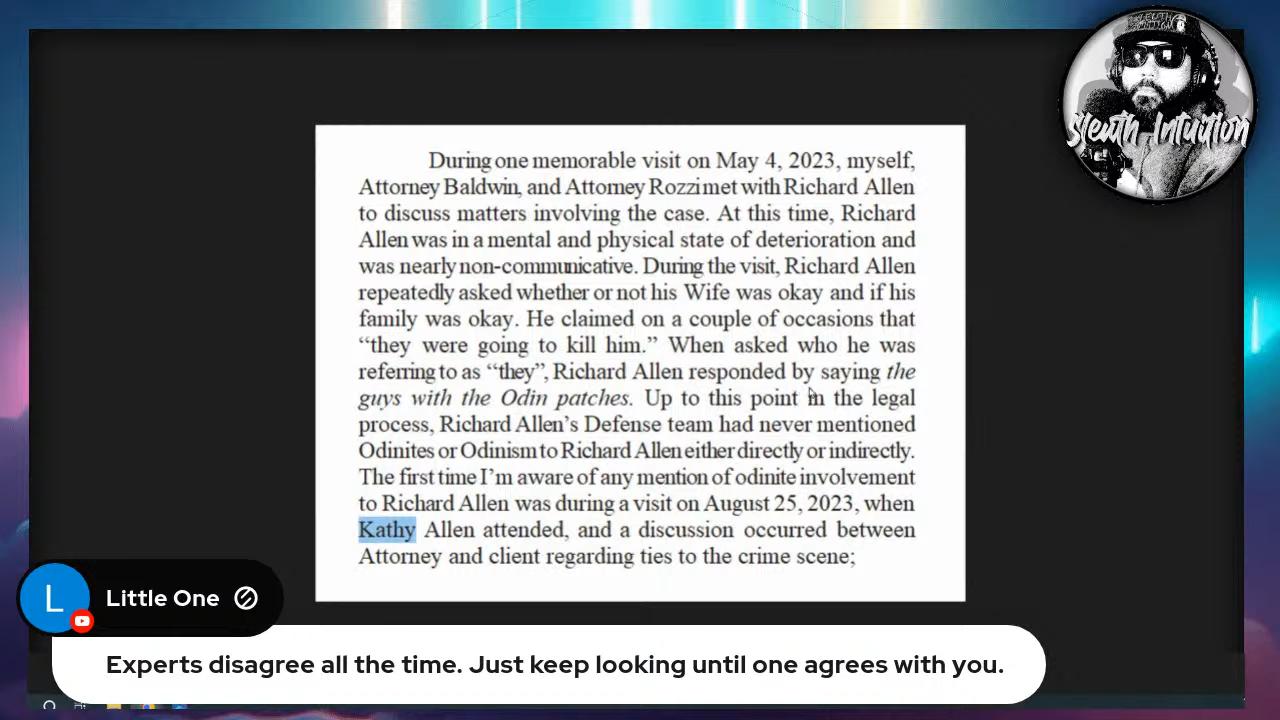 SLEUTH
INTUITION
Sleuth Intuition
During one memorable visit on May 4, 2023, myself,
Attorney Baldwin, and Attorney Rozzi met with Richard Allen
to discuss matters involving the case. At this time, Richard
Allen was in a mental and physical state of deterioration and
was nearly non-communicative. During the visit, Richard Allen
repeatedly asked whether or not his Wife was okay and if his
family was okay. He claimed on a couple of occasions that
“they were going to kill him.” When asked who he was
referring to as “they”, Richard Allen responded by saying the
guys with the Odin patches. Up to this point in the legal
process, Richard Allen’s Defense team had never mentioned
Odinites or Odinism to Richard Allen either directly or indirectly.
The first time I’m aware of any mention of odinite involvement
to Richard Allen was during a visit on August 25, 2023, when
Kathy Allen attended, and a discussion occurred between
Attorney and client regarding ties to the crime scene;
L
Little One
Experts disagree all the time. Just keep looking until one agrees with you.